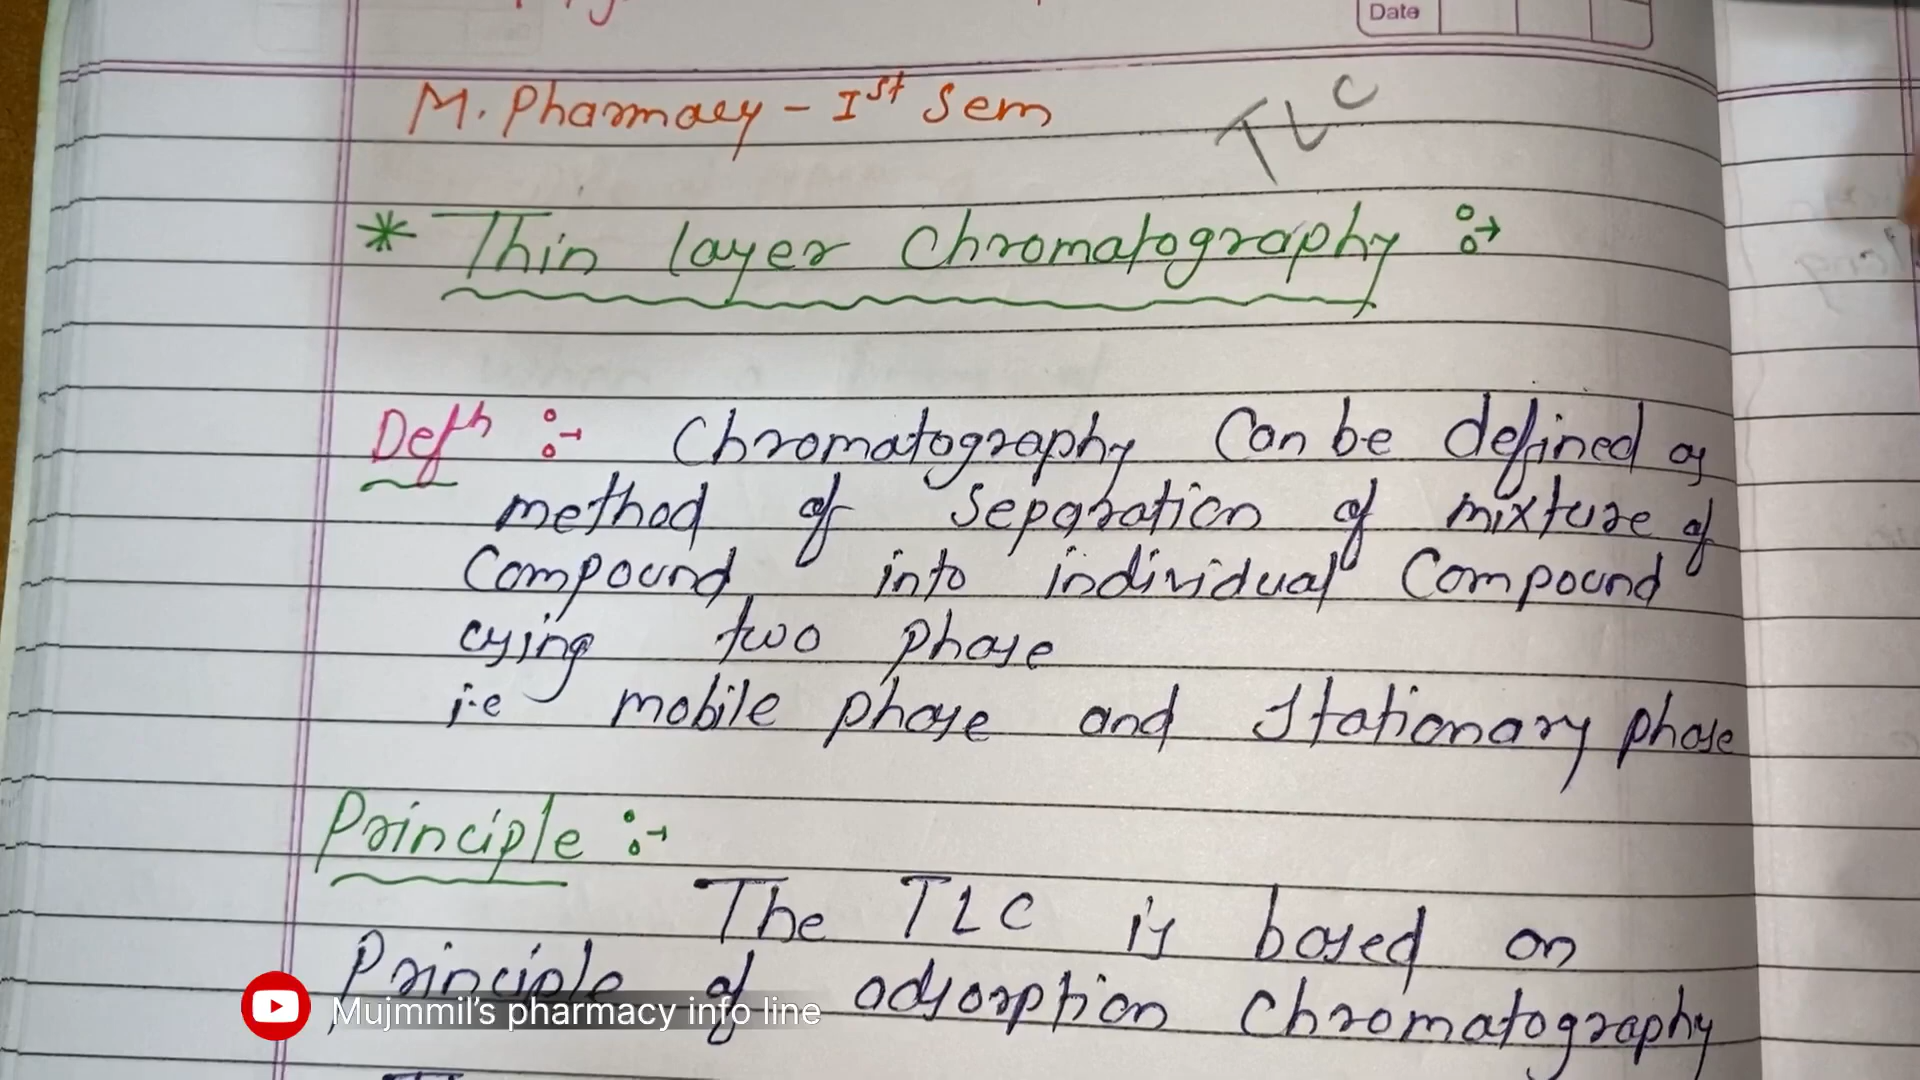 Date
M. Pharmacy - Ist Sem
TLC
* Thin layer Chromatography :→
Defn :- Chromatography Can be defined as
method of separation of mixture of
Compound into individual Compound
using two phase
i.e mobile phase and stationary phase
Principle :-
The TLC is based on
Principle of adsorption chromatography
Mujmmil's pharmacy info line